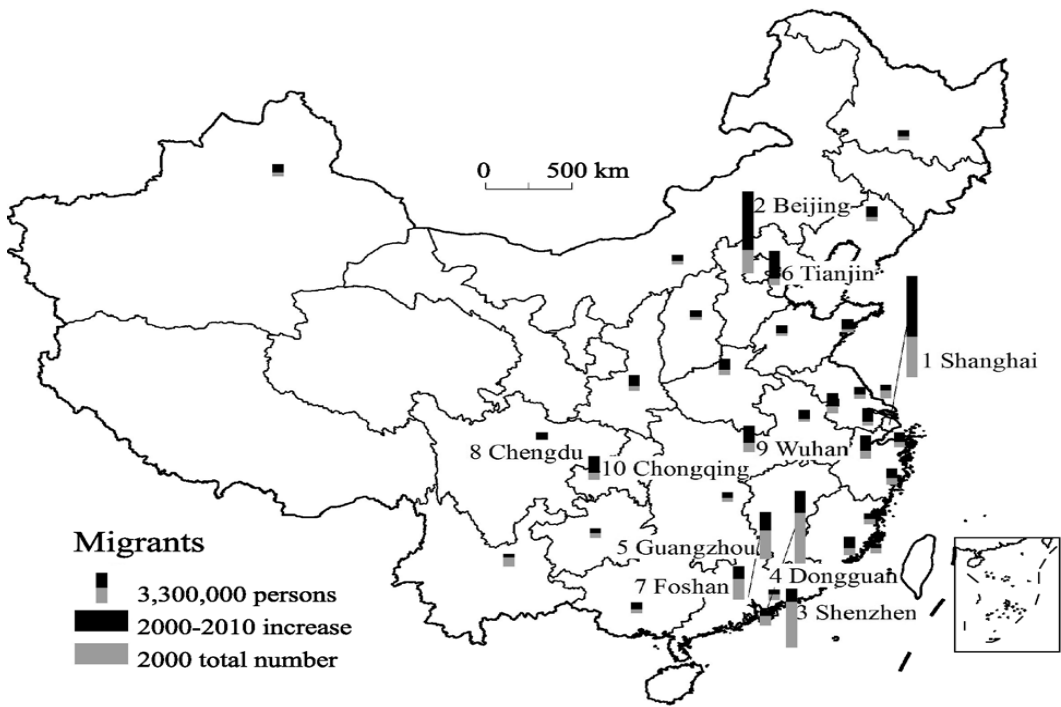 0 500 km
2 Beijing
6 Tianjin
1 Shanghai
9 Wuhan
8 Chengdu
10 Chongqing
5 Guangzhou
4 Dongguan
7 Foshan
3 Shenzhen
Migrants
3,300,000 persons
2000-2010 increase
2000 total number